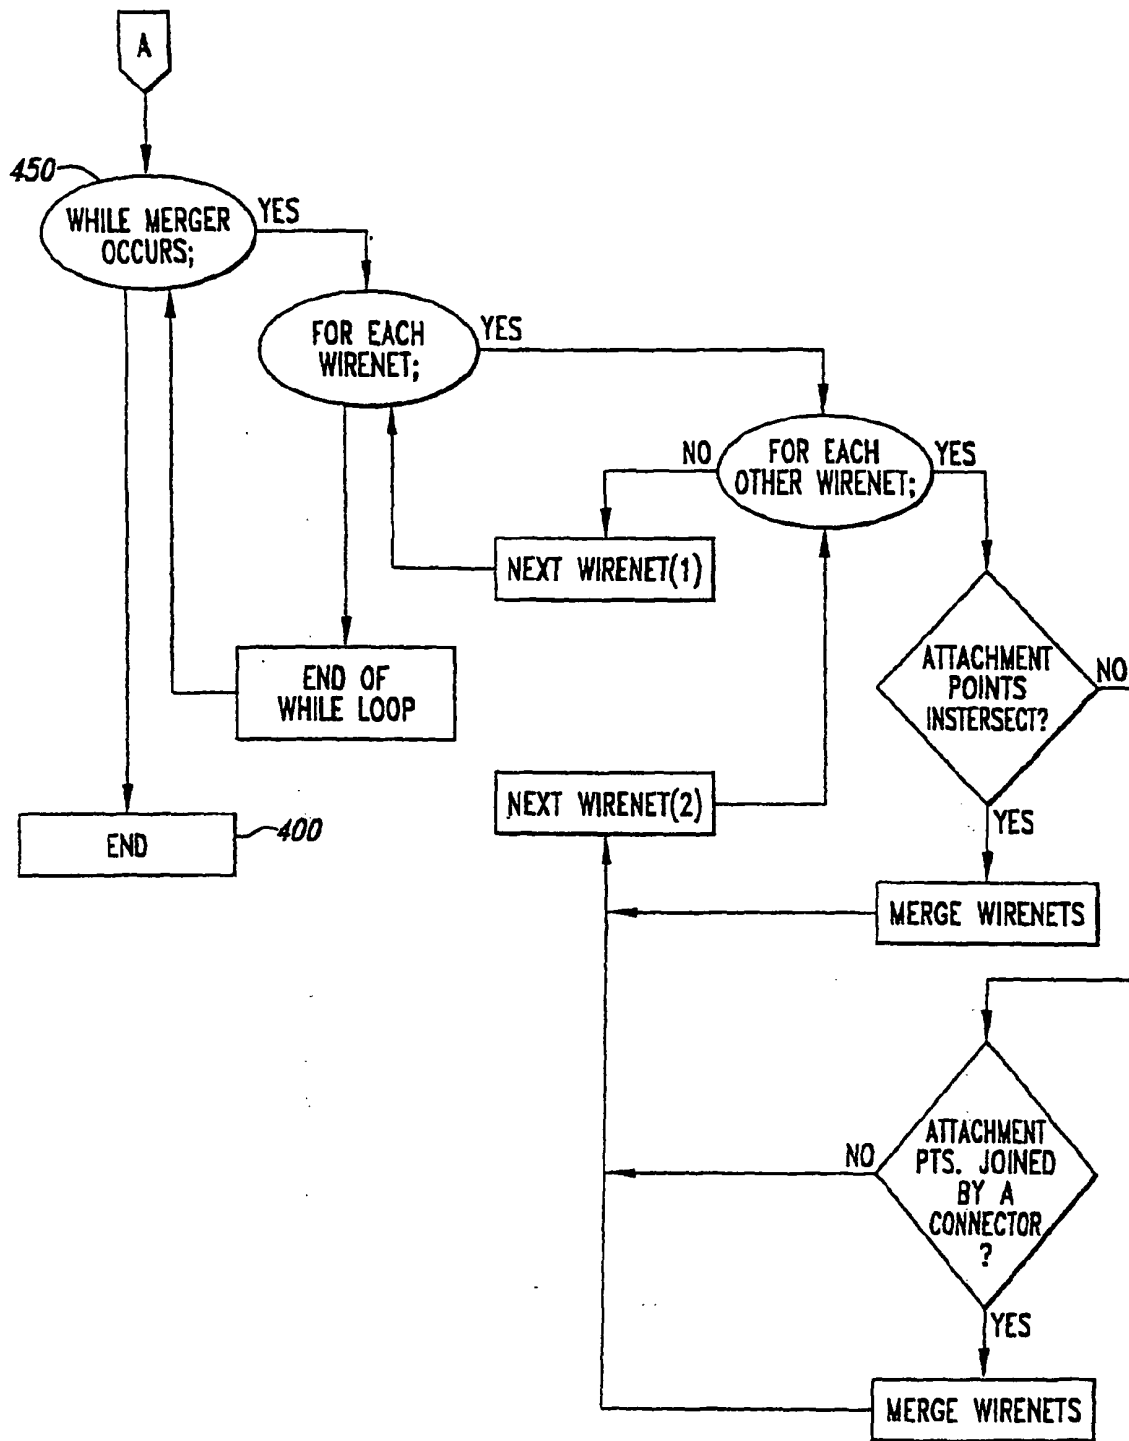 A
450
WHILE MERGER
OCCURS;
YES
FOR EACH
WIRENET;
YES
FOR EACH
OTHER WIRENET;
NO
YES
NEXT WIRENET(1)
END OF
WHILE LOOP
ATTACHMENT
POINTS
INSTERSECT?
NO
YES
NEXT WIRENET(2)
END
400
MERGE WIRENETS
ATTACHMENT
PTS. JOINED
BY A
CONNECTOR
?
NO
YES
MERGE WIRENETS